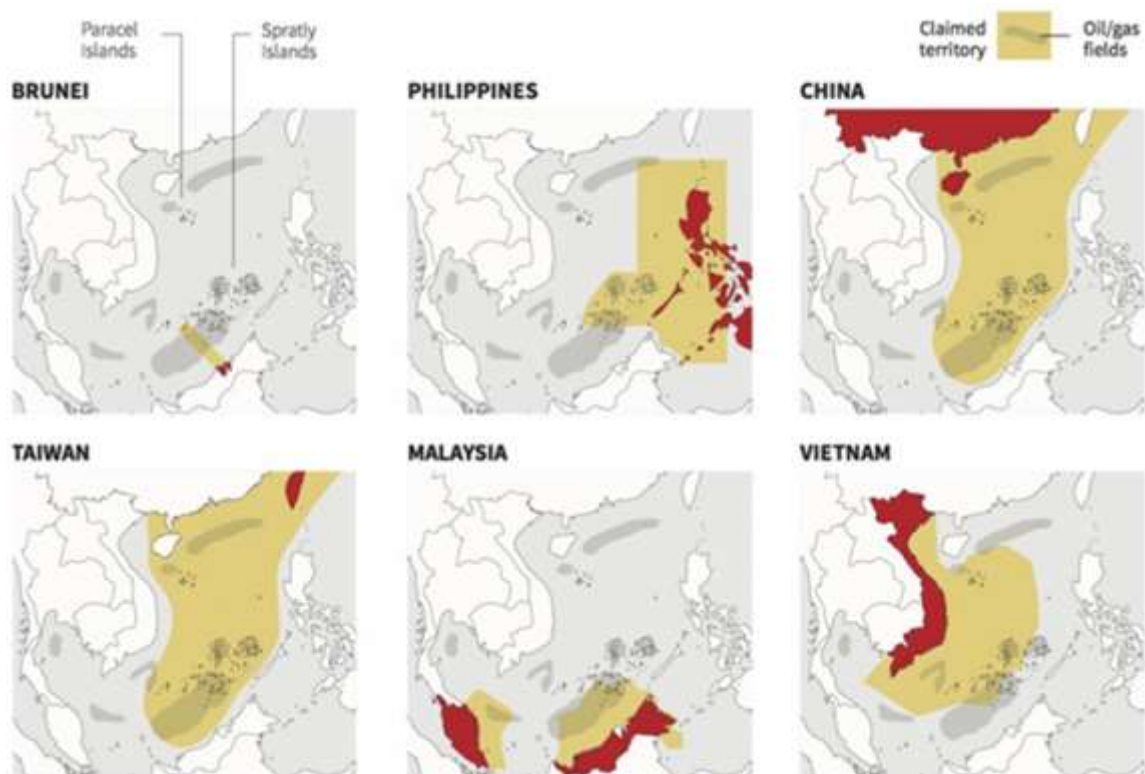 Paracel
Islands
Spratly
Islands
Claimed
territory
Oil/gas
fields
BRUNEI
PHILIPPINES
CHINA
TAIWAN
MALAYSIA
VIETNAM